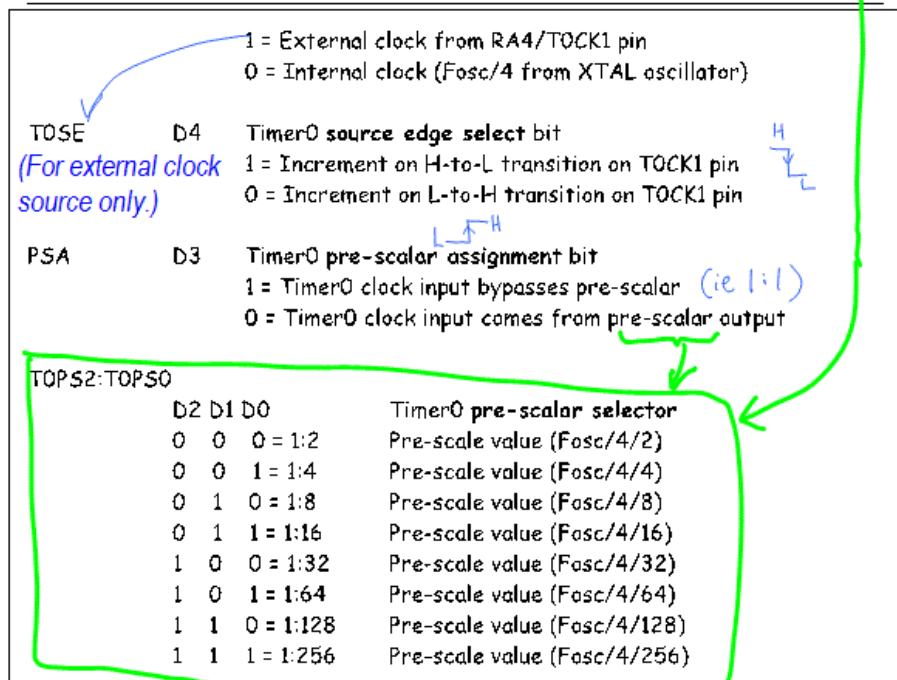 1 = External clock from RA4/TOCK1 pin
0 = Internal clock (Fosc/4 from XTAL oscillator)
TOSE D4 Timer0 source edge select bit
(For external clock source only.)
1 = Increment on H-to-L transition on TOCK1 pin
0 = Increment on L-to-H transition on TOCK1 pin
H
L
L H
PSA D3 Timer0 pre-scalar assignment bit
1 = Timer0 clock input bypasses pre-scalar (ie 1:1)
0 = Timer0 clock input comes from pre-scalar output
TOPS2:TOPS0
D2 D1 D0 Timer0 pre-scalar selector
0 0 0 = 1:2 Pre-scale value (Fosc/4/2)
0 0 1 = 1:4 Pre-scale value (Fosc/4/4)
0 1 0 = 1:8 Pre-scale value (Fosc/4/8)
0 1 1 = 1:16 Pre-scale value (Fosc/4/16)
1 0 0 = 1:32 Pre-scale value (Fosc/4/32)
1 0 1 = 1:64 Pre-scale value (Fosc/4/64)
1 1 0 = 1:128 Pre-scale value (Fosc/4/128)
1 1 1 = 1:256 Pre-scale value (Fosc/4/256)